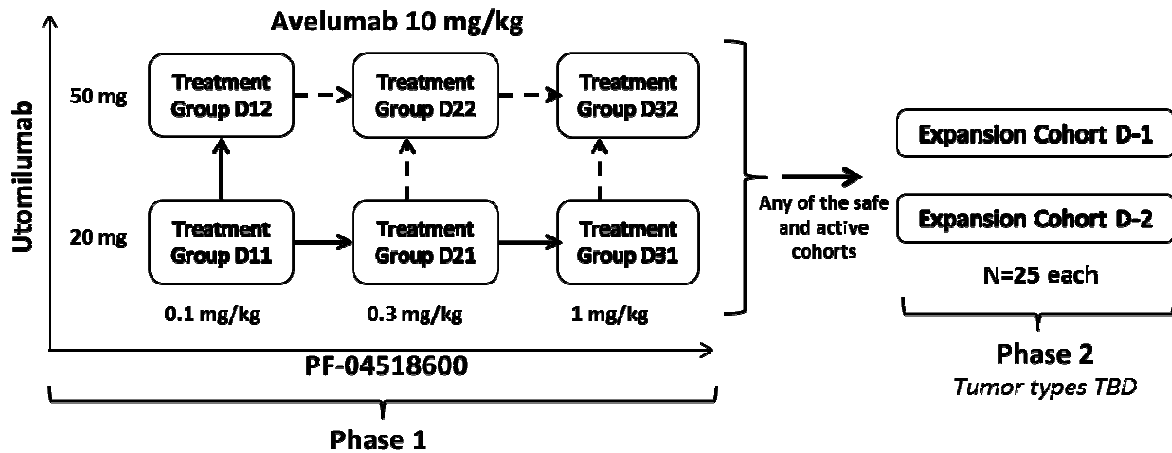 Avelumab 10 mg/kg
Utomilumab
50 mg
Treatment
Group D12
Treatment
Group D22
Treatment
Group D32
20 mg
Treatment
Group D11
Treatment
Group D21
Treatment
Group D31
0.1 mg/kg
0.3 mg/kg
1 mg/kg
PF-04518600
Phase 1
Any of the safe
and active
cohorts
Expansion Cohort D-1
Expansion Cohort D-2
N=25 each
Phase 2
Tumor types TBD